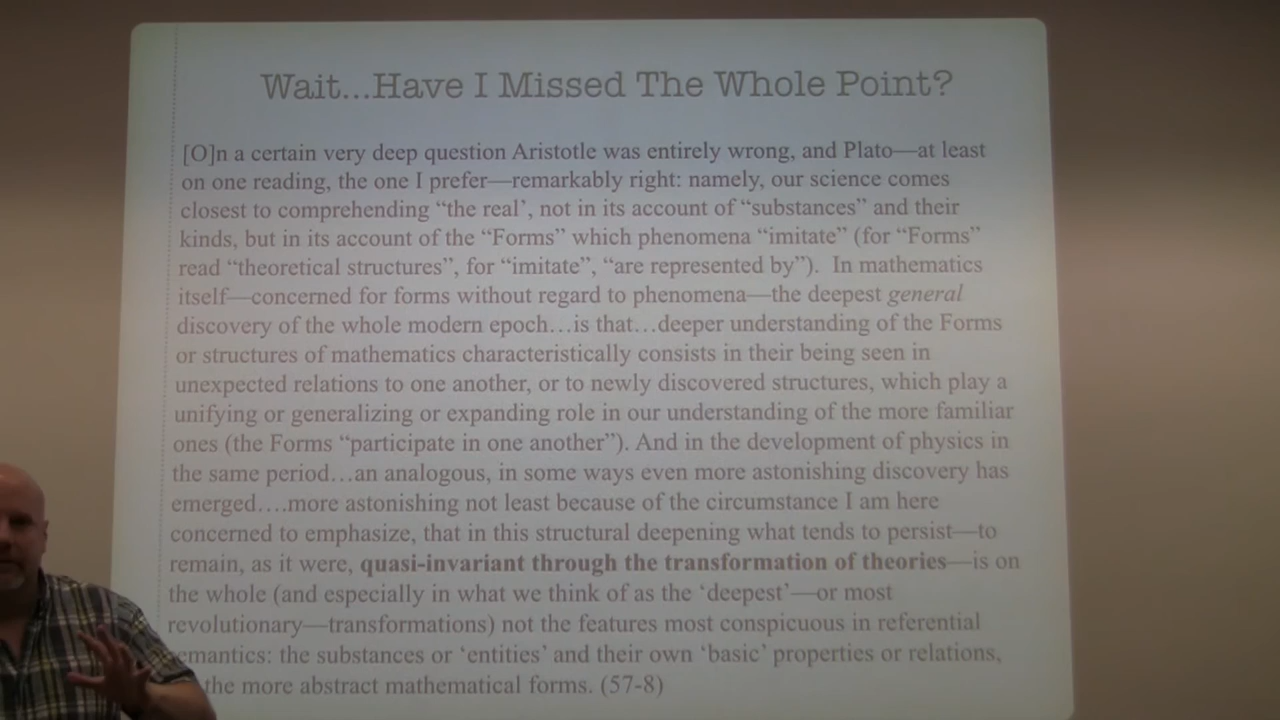 Wait...Have I Missed The Whole Point?
[O]n a certain very deep question Aristotle was entirely wrong, and Plato—at least
on one reading, the one I prefer—remarkably right: namely, our science comes
closest to comprehending “the real’, not in its account of “substances” and their
kinds, but in its account of the “Forms” which phenomena “imitate” (for “Forms”
read “theoretical structures”, for “imitate”, “are represented by”).  In mathematics
itself—concerned for forms without regard to phenomena—the deepest general
discovery of the whole modern epoch…is that…deeper understanding of the Forms
or structures of mathematics characteristically consists in their being seen in
unexpected relations to one another, or to newly discovered structures, which play a
unifying or generalizing or expanding role in our understanding of the more familiar
ones (the Forms “participate in one another”). And in the development of physics in
the same period…an analogous, in some ways even more astonishing discovery has
emerged….more astonishing not least because of the circumstance I am here
concerned to emphasize, that in this structural deepening what tends to persist—to
remain, as it were, quasi-invariant through the transformation of theories—is on
the whole (and especially in what we think of as the ‘deepest’—or most
revolutionary—transformations) not the features most conspicuous in referential
emantics: the substances or ‘entities’ and their own ‘basic’ properties or relations,
the more abstract mathematical forms. (57-8)